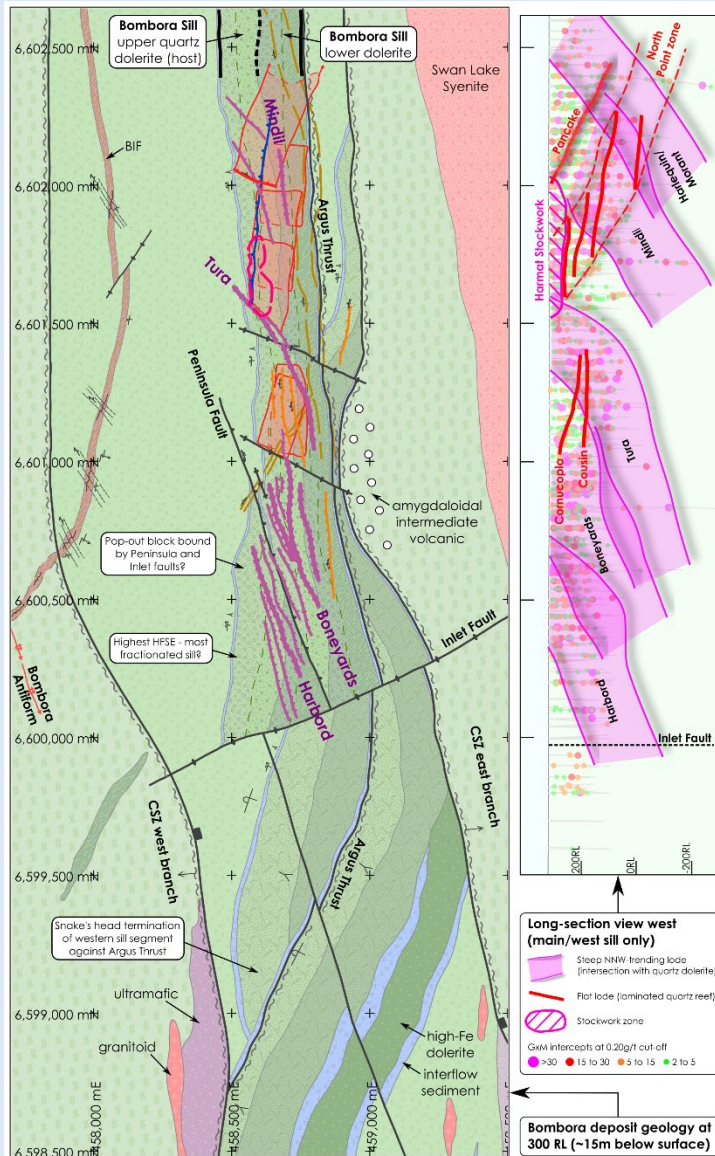 Bombora Sill
upper quartz
dolerite (host)
Bombora Sill
lower dolerite
Swan Lake
Syenite
6,602,500 mN
BIF
Mindil
6,602,000 mN
Argus Thrust
Tura
6,601,500 mN
Peninsula Fault
6,601,000 mN
amygdaloidal
intermediate
volcanic
Pop-out block bound
by Peninsula and
Inlet faults?
6,600,500 mN
Boneyards
Inlet Fault
Highest HFSE - most
fractionated sill?
Harbord
Bombora
Antiform
6,600,000 mN
CSZ west branch
CSZ east branch
Argus Thrust
6,599,500 mN
Snake's head termination
of western sill segment
against Argus Thrust
ultramafic
6,599,000 mN
granitoid
high-Fe
dolerite
interflow
sediment
6,598,500 mN
458,000 mE
458,500 mE
459,000 mE
North
Point zone
Pancake
Harlequin/
Morant
Mindil
Harmat Stockwork
Tura
Cornucopia
Cousin
Boneyards
Harbord
Inlet Fault
200RL
0RL
-200RL
Long-section view west
(main/west sill only)
Steep NNW-trending lode
(intersection with quartz dolerite)
Flat lode (laminated quartz reef)
Stockwork zone
GxM intercepts at 0.20g/t cut-off
>30
15 to 30
5 to 15
2 to 5
Bombora deposit geology at
300 RL (~15m below surface)